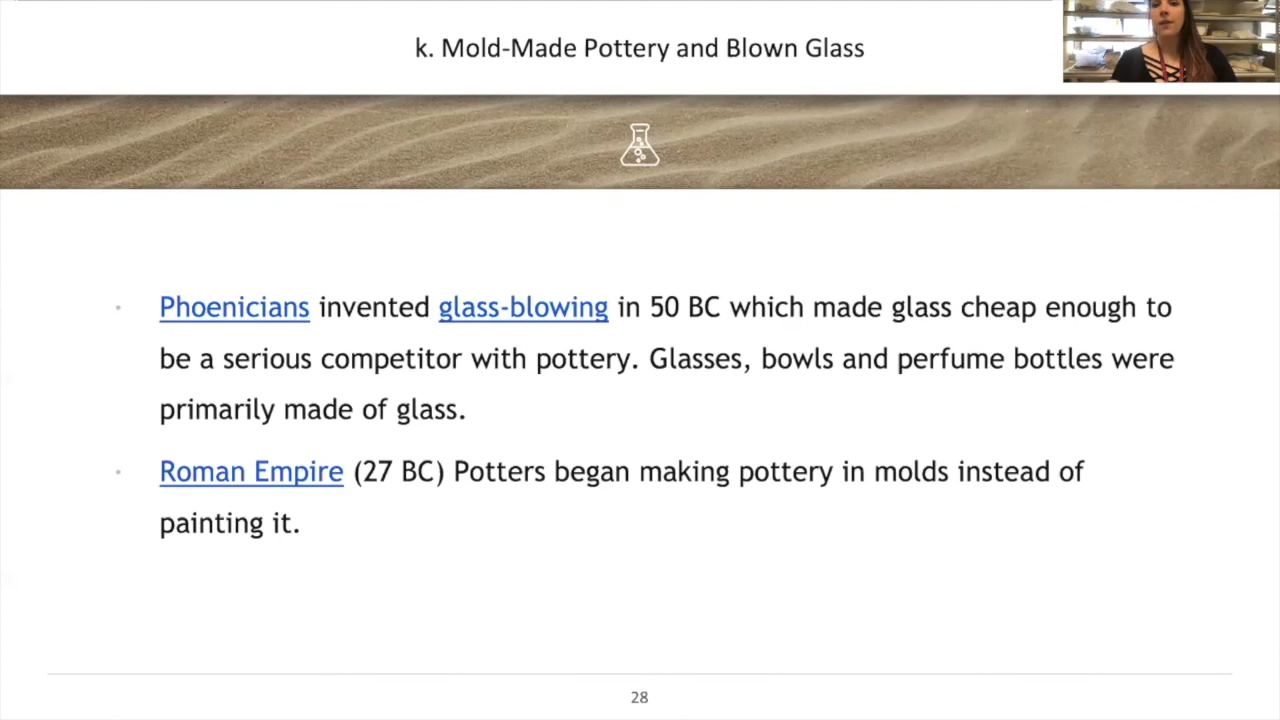 k. Mold-Made Pottery and Blown Glass
Phoenicians invented glass-blowing in 50 BC which made glass cheap enough to
be a serious competitor with pottery. Glasses, bowls and perfume bottles were
primarily made of glass.
Roman Empire (27 BC) Potters began making pottery in molds instead of
painting it.
28